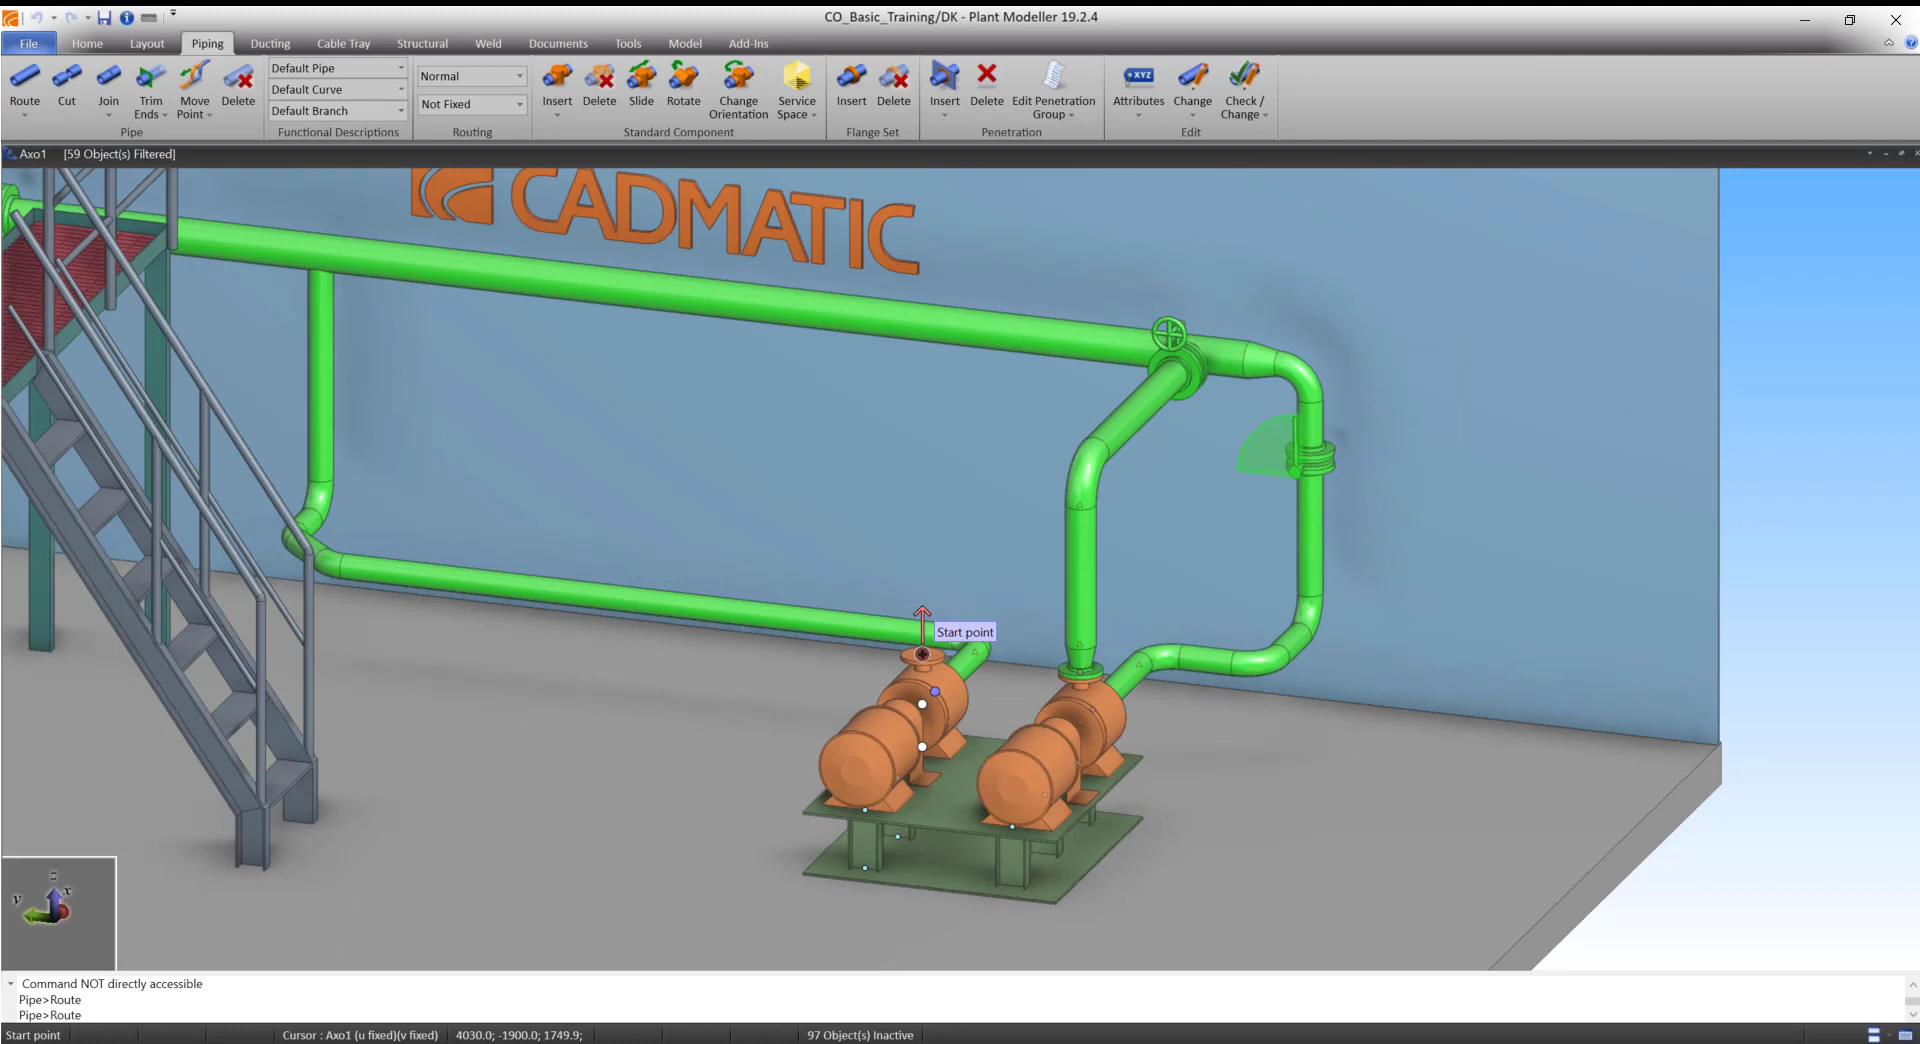 CO_Basic_Training/DK - Plant Modeller 19.2.4
File Home Layout Piping Ducting Cable Tray Structural Weld Documents Tools Model Add-Ins
Route Cut Join Trim Ends Move Point Delete
Pipe
Default Pipe
Default Curve
Default Branch
Functional Descriptions
Normal
Not Fixed
Routing
Insert Delete Slide Rotate Change Orientation Service Space
Standard Component
Insert Delete
Flange Set
XYZ
Insert Delete Edit Penetration Group
Penetration
Attributes Change Check / Change
Edit
Axo1 [59 Object(s) Filtered]
CADMATIC
Start point
z
x
y
Command NOT directly accessible
Pipe>Route
Pipe>Route
Start point Cursor : Axo1 (u fixed)(v fixed) 4030.0; -1900.0; 1749.9; 97 Object(s) Inactive